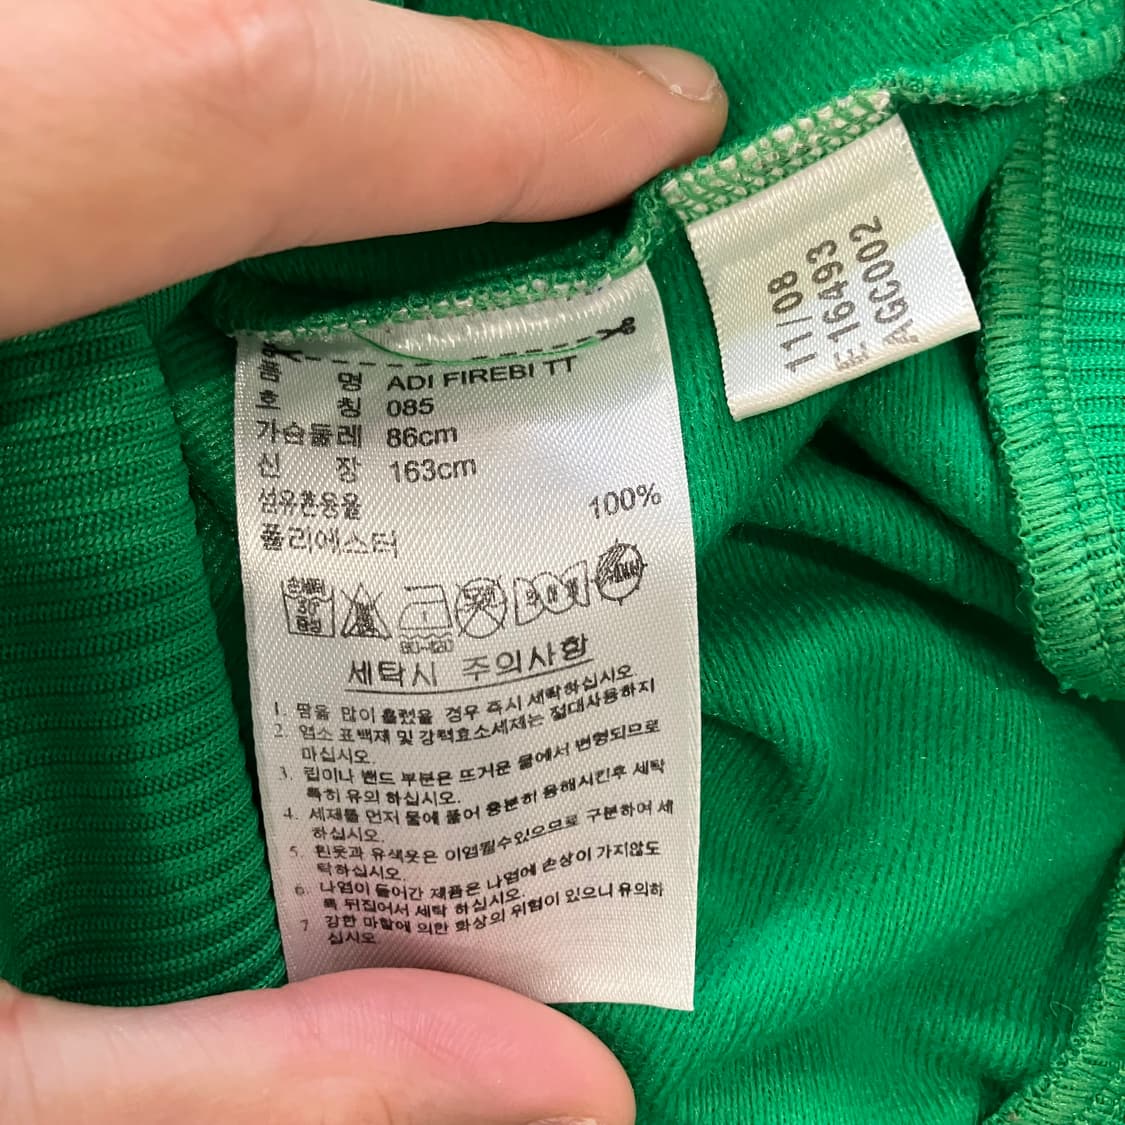 품 명 ADI FIREBI TT
호 칭 085
가슴둘레 86cm
신 장 163cm
섬유혼용율 100%
폴리에스터
손세탁
30°
중성
80~120
세탁시 주의사항
1. 땀을 많이 흘렸을 경우 즉시 세탁하십시오
2. 염소 표백재 및 강력효소세제는 절대사용하지
마십시오.
3. 립이나 밴드 부분은 뜨거운 물에서 변형되므로
특히 유의 하십시오.
4. 세재를 먼저 물에 풀어 충분히 용해시킨후 세탁
하십시오.
5. 흰옷과 유색옷은 이염될수있으므로 구분하여 세
탁하십시오.
6. 나염이 들어간 제품은 나염에 손상이 가지않도
록 뒤집어서 세탁 하십시오.
7 강한 마찰에 의한 화상의 위험이 있으니 유의하
십시오
11/08
E 16493
AGC002